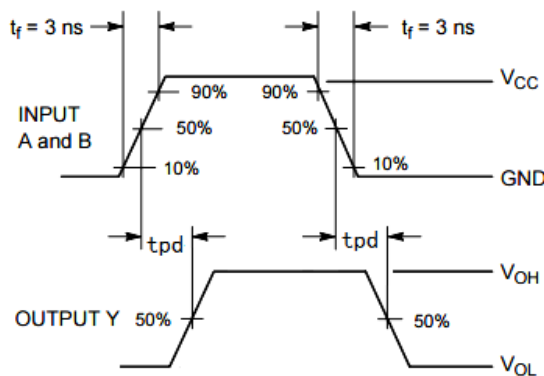 tf = 3 ns
tf = 3 ns
VCC
90%
90%
INPUT
A and B
50%
50%
10%
10%
GND
tpd
tpd
VOH
OUTPUT Y
50%
50%
VOL